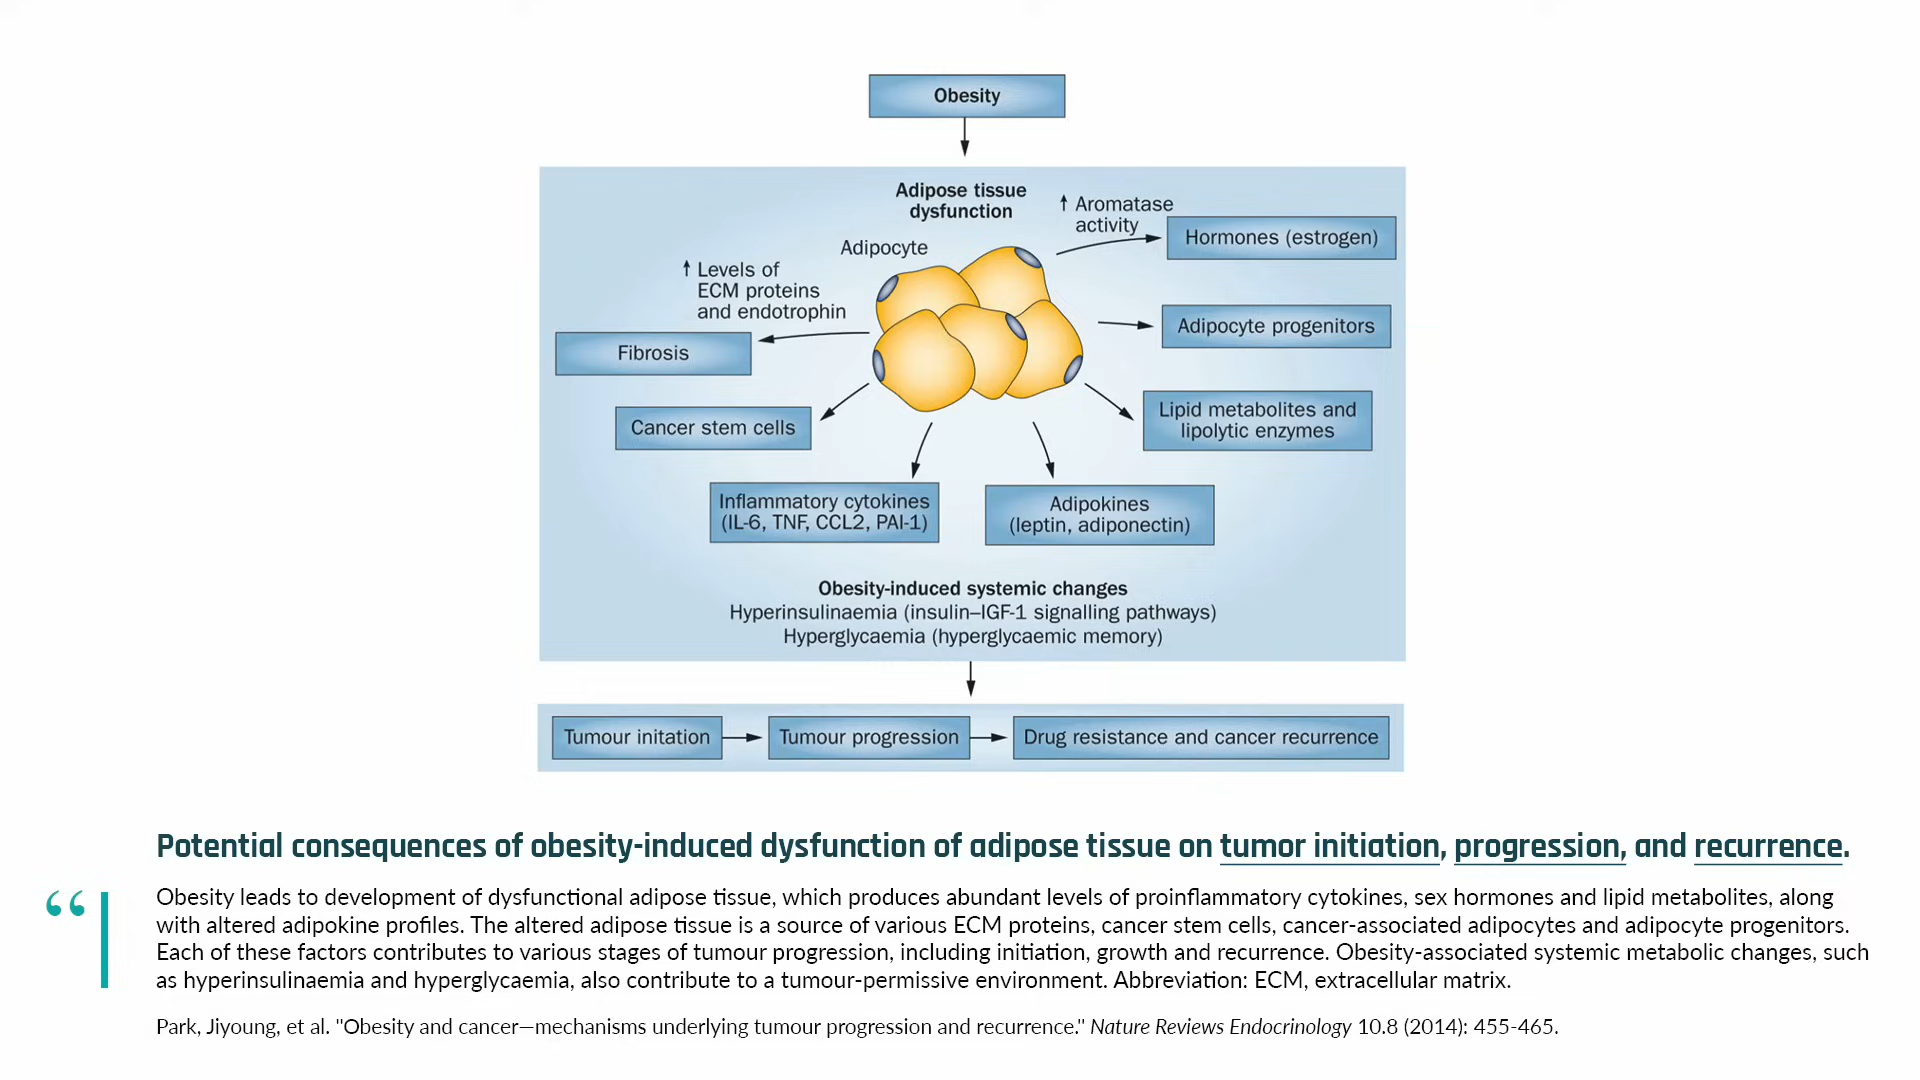 Obesity
Adipose tissue
dysfunction
↑ Aromatase
activity
Hormones (estrogen)
Adipocyte
↑ Levels of
ECM proteins
and endotrophin
Adipocyte progenitors
Fibrosis
Lipid metabolites and
lipolytic enzymes
Cancer stem cells
Inflammatory cytokines
(IL-6, TNF, CCL2, PAI-1)
Adipokines
(leptin, adiponectin)
Obesity-induced systemic changes
Hyperinsulinaemia (insulin–IGF-1 signalling pathways)
Hyperglycaemia (hyperglycaemic memory)
Tumour initation
Tumour progression
Drug resistance and cancer recurrence
Potential consequences of obesity-induced dysfunction of adipose tissue on tumor initiation, progression, and recurrence.
“
Obesity leads to development of dysfunctional adipose tissue, which produces abundant levels of proinflammatory cytokines, sex hormones and lipid metabolites, along
with altered adipokine profiles. The altered adipose tissue is a source of various ECM proteins, cancer stem cells, cancer-associated adipocytes and adipocyte progenitors.
Each of these factors contributes to various stages of tumour progression, including initiation, growth and recurrence. Obesity-associated systemic metabolic changes, such
as hyperinsulinaemia and hyperglycaemia, also contribute to a tumour-permissive environment. Abbreviation: ECM, extracellular matrix.
Park, Jiyoung, et al. "Obesity and cancer—mechanisms underlying tumour progression and recurrence." Nature Reviews Endocrinology 10.8 (2014): 455-465.